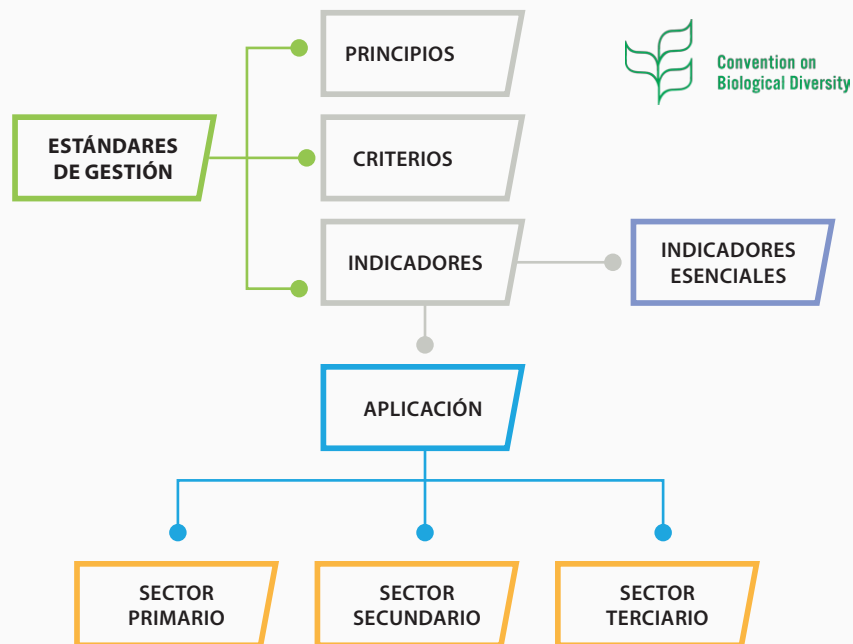 PRINCIPIOS
Convention on
Biological Diversity
ESTÁNDARES
DE GESTIÓN
CRITERIOS
INDICADORES
INDICADORES
ESENCIALES
APLICACIÓN
SECTOR
PRIMARIO
SECTOR
SECUNDARIO
SECTOR
TERCIARIO